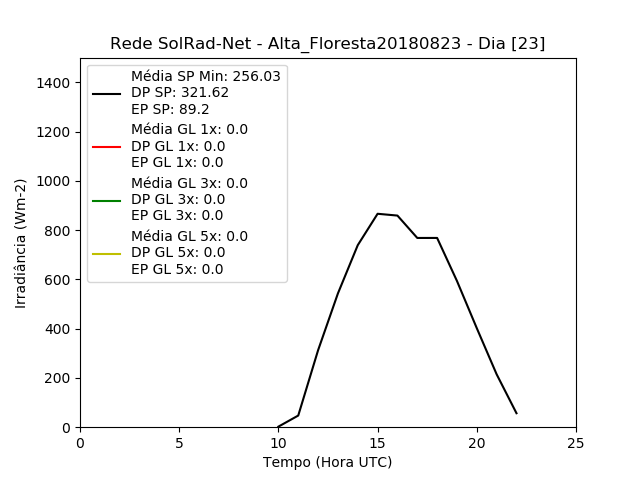 Rede SolRad-Net - Alta_Floresta20180823 - Dia [23]
Média SP Min: 256.03
DP SP: 321.62
EP SP: 89.2
Média GL 1x: 0.0
DP GL 1x: 0.0
EP GL 1x: 0.0
Média GL 3x: 0.0
DP GL 3x: 0.0
EP GL 3x: 0.0
Média GL 5x: 0.0
DP GL 5x: 0.0
EP GL 5x: 0.0
Irradiância (Wm-2)
1400
1200
1000
800
600
400
200
0
0 5 10 15 20 25
Tempo (Hora UTC)